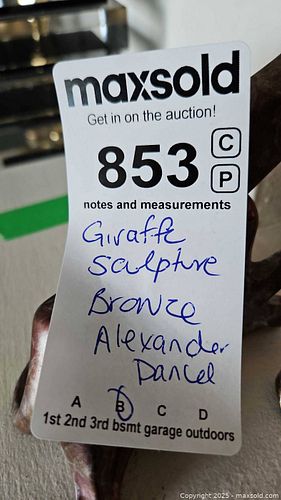 maxsold
Get in on the auction!
853
C
P
notes and measurements
Giraffe
Sculpture
Bronze
Alexander
Daniel
A B C D
1st 2nd 3rd bsmt garage outdoors
Copyright 2025 - maxsold.com